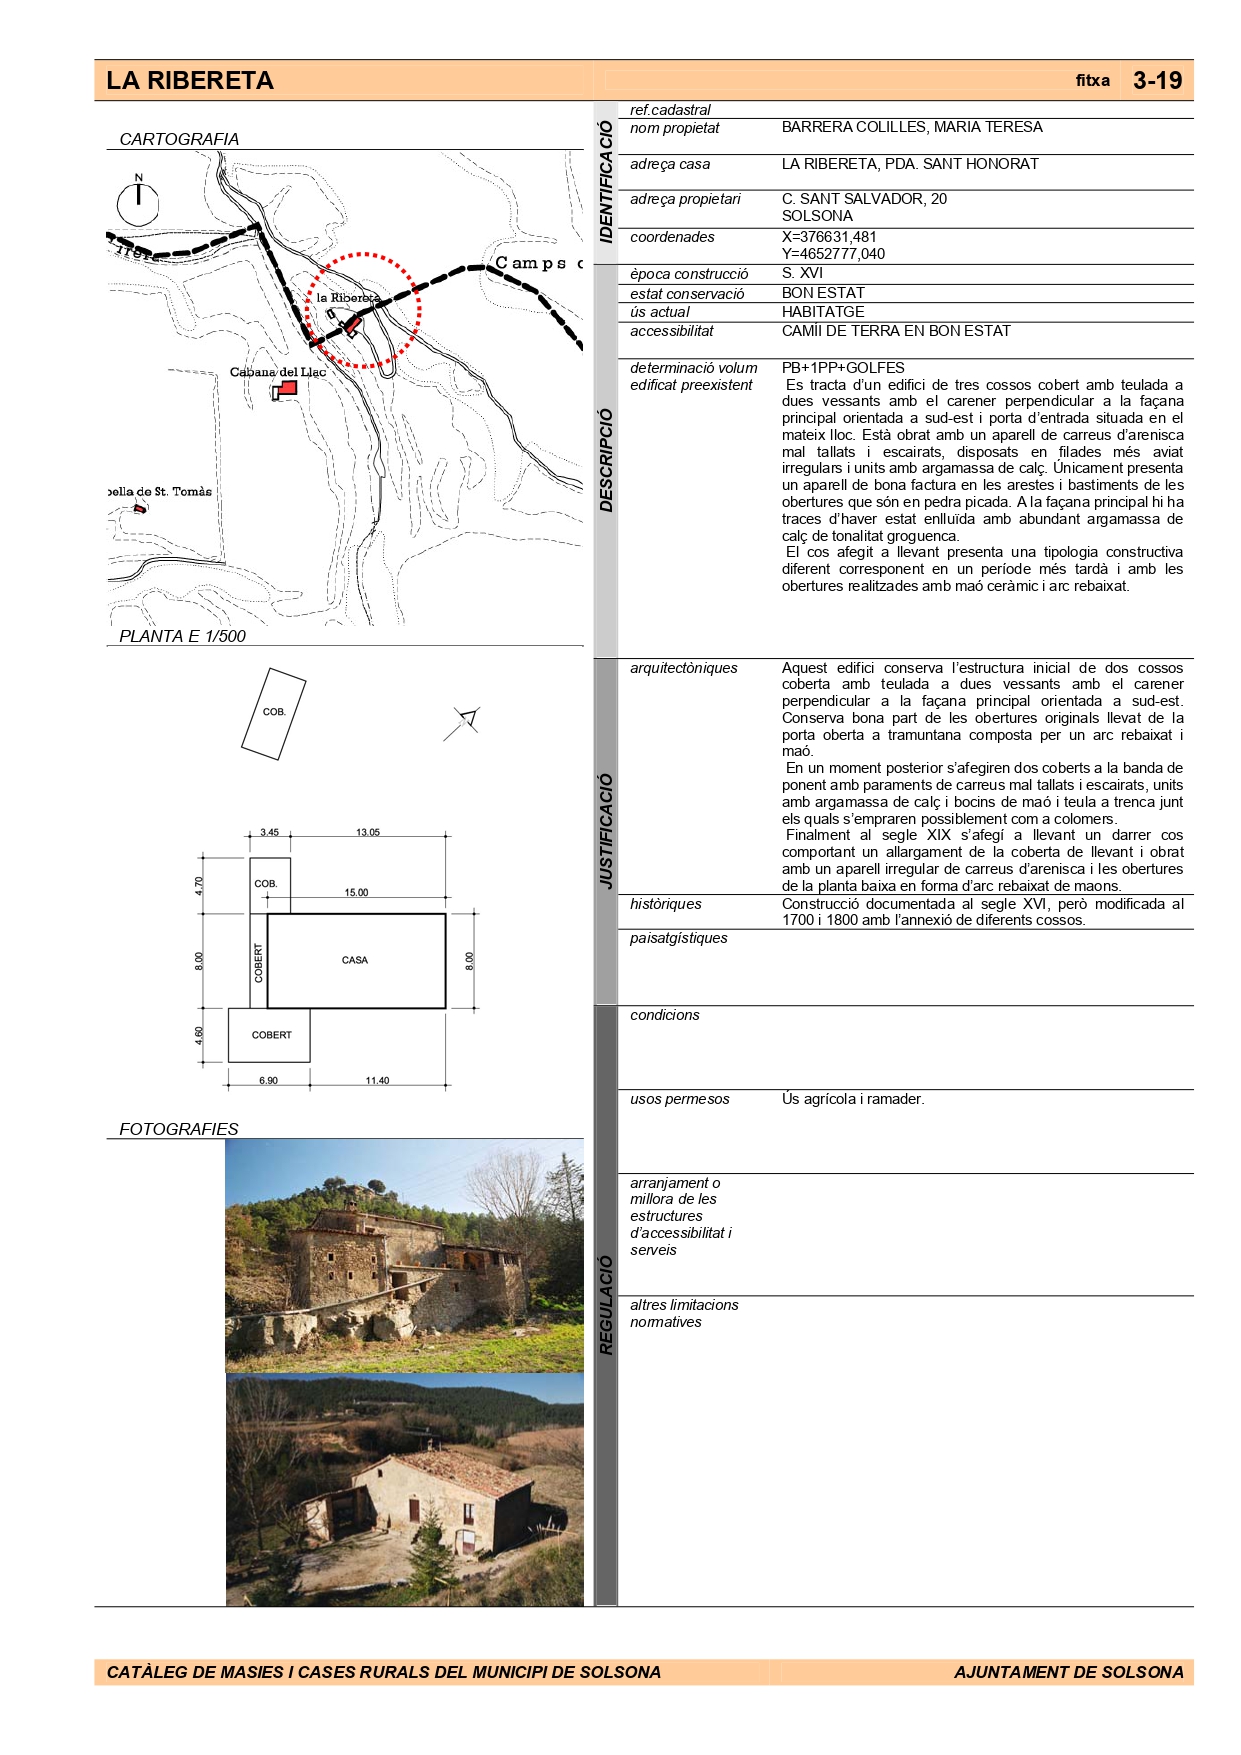 LA RIBERETA
fitxa 3-19
CARTOGRAFIA
N
Camps
la Ribereta
Cabana del Llac
pella de St. Tomàs
PLANTA E 1/500
COB.
3.45 13.05
4.70
COB.
15.00
8.00
COBERT
CASA
8.00
4.60
COBERT
6.90 11.40
FOTOGRAFIES
IDENTIFICACIÓ
ref.cadastral
nom propietat BARRERA COLILLES, MARIA TERESA
adreça casa LA RIBERETA, PDA. SANT HONORAT
adreça propietari C. SANT SALVADOR, 20
SOLSONA
coordenades X=376631,481
Y=4652777,040
DESCRIPCIÓ
època construcció S. XVI
estat conservació BON ESTAT
ús actual HABITATGE
accessibilitat CAMÍI DE TERRA EN BON ESTAT
determinació volum PB+1PP+GOLFES
edificat preexistent Es tracta d’un edifici de tres cossos cobert amb teulada a
dues vessants amb el carener perpendicular a la façana
principal orientada a sud-est i porta d’entrada situada en el
mateix lloc. Està obrat amb un aparell de carreus d’arenisca
mal tallats i escairats, disposats en filades més aviat
irregulars i units amb argamassa de calç. Únicament presenta
un aparell de bona factura en les arestes i bastiments de les
obertures que són en pedra picada. A la façana principal hi ha
traces d’haver estat enlluïda amb abundant argamassa de
calç de tonalitat groguenca.
El cos afegit a llevant presenta una tipologia constructiva
diferent corresponent en un període més tardà i amb les
obertures realitzades amb maó ceràmic i arc rebaixat.
JUSTIFICACIÓ
arquitectòniques Aquest edifici conserva l’estructura inicial de dos cossos
coberta amb teulada a dues vessants amb el carener
perpendicular a la façana principal orientada a sud-est.
Conserva bona part de les obertures originals llevat de la
porta oberta a tramuntana composta per un arc rebaixat i
maó.
En un moment posterior s’afegiren dos coberts a la banda de
ponent amb paraments de carreus mal tallats i escairats, units
amb argamassa de calç i bocins de maó i teula a trenca junt
els quals s’empraren possiblement com a colomers.
Finalment al segle XIX s’afegí a llevant un darrer cos
comportant un allargament de la coberta de llevant i obrat
amb un aparell irregular de carreus d’arenisca i les obertures
de la planta baixa en forma d’arc rebaixat de maons.
històriques Construcció documentada al segle XVI, però modificada al
1700 i 1800 amb l’annexió de diferents cossos.
paisatgístiques
REGULACIÓ
condicions
usos permesos Ús agrícola i ramader.
arranjament o
millora de les
estructures
d’accessibilitat i
serveis
altres limitacions
normatives
CATÀLEG DE MASIES I CASES RURALS DEL MUNICIPI DE SOLSONA AJUNTAMENT DE SOLSONA